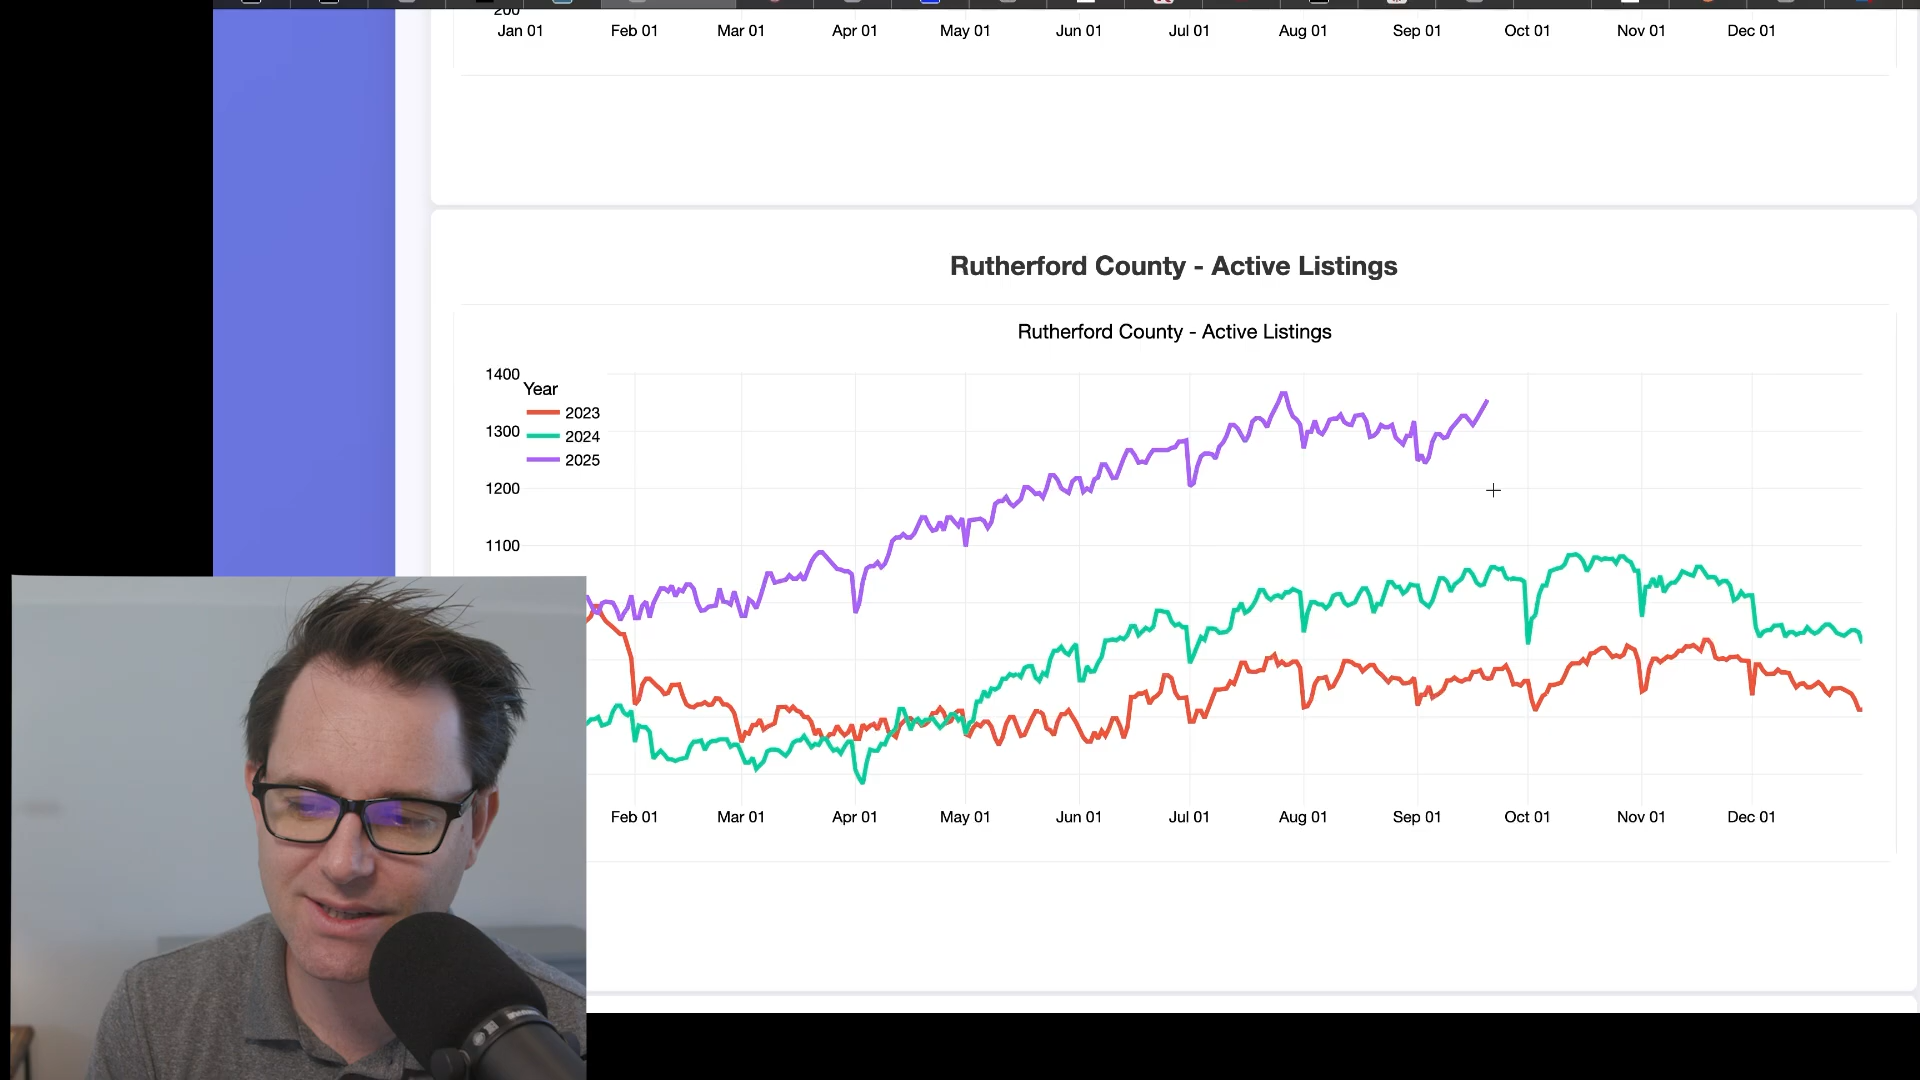 200
Jan 01 Feb 01 Mar 01 Apr 01 May 01 Jun 01 Jul 01 Aug 01 Sep 01 Oct 01 Nov 01 Dec 01
Rutherford County - Active Listings
Rutherford County - Active Listings
1400
Year
2023
1300
2024
2025
1200
1100
Feb 01 Mar 01 Apr 01 May 01 Jun 01 Jul 01 Aug 01 Sep 01 Oct 01 Nov 01 Dec 01